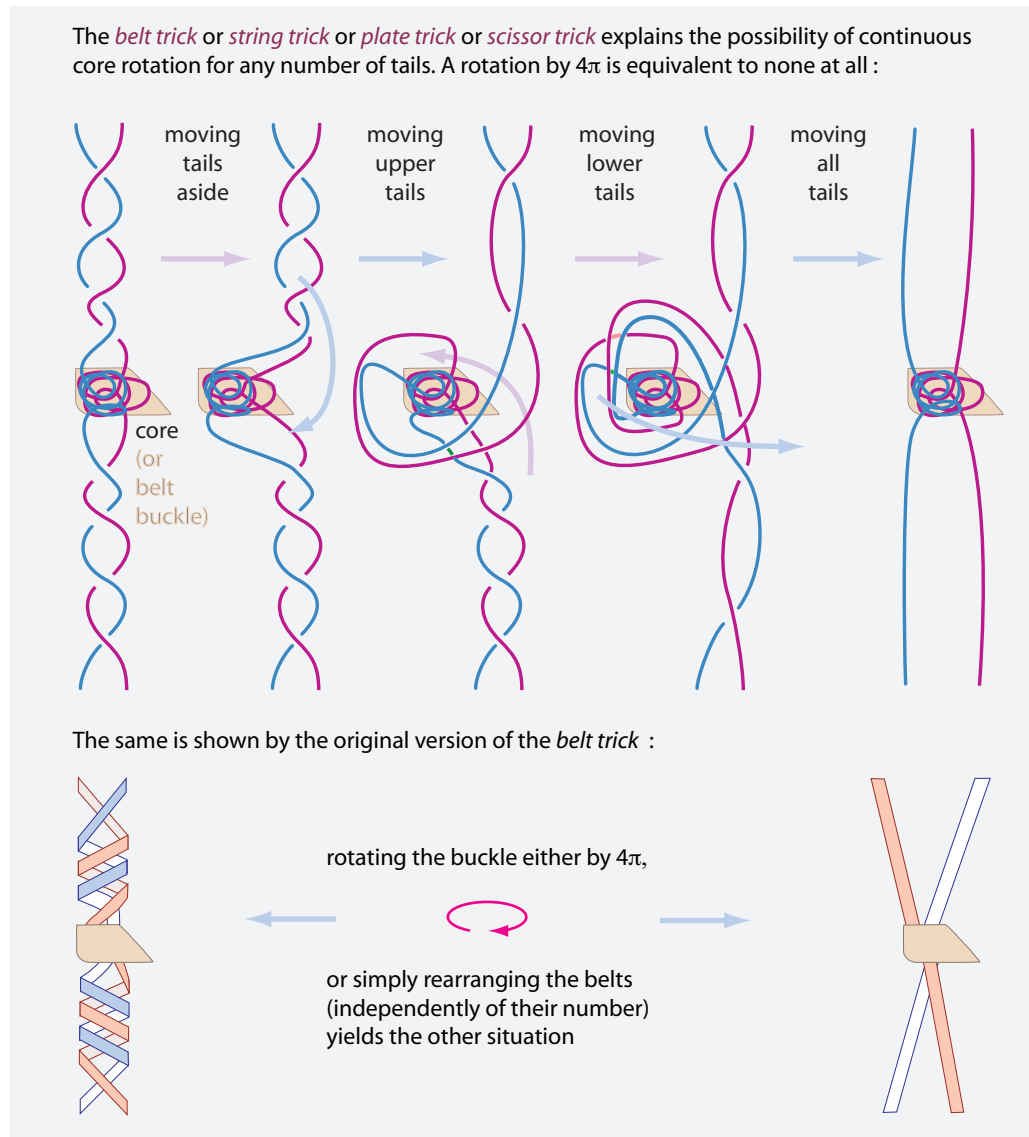 The belt trick or string trick or plate trick or scissor trick explains the possibility of continuous
core rotation for any number of tails. A rotation by 4π is equivalent to none at all :
moving
tails
aside
moving
upper
tails
moving
lower
tails
moving
all
tails
core
(or
belt
buckle)
The same is shown by the original version of the belt trick :
rotating the buckle either by 4π,
or simply rearranging the belts
(independently of their number)
yields the other situation